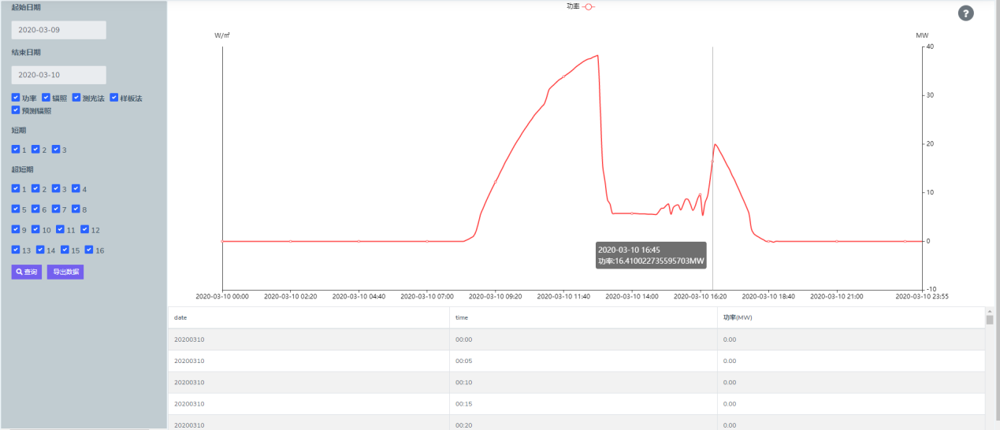 起始日期
2020-03-09
结束日期
2020-03-10
功率 辐照 测光法 样板法
预测辐照
短期
1 2 3
超短期
1 2 3 4
5 6 7 8
9 10 11 12
13 14 15 16
查询 导出数据
功率
?
W/㎡
MW
40
30
20
10
0
-10
2020-03-10 16:45
功率:16.410022735595703MW
2020-03-10 00:00 2020-03-10 02:20 2020-03-10 04:40 2020-03-10 07:00 2020-03-10 09:20 2020-03-10 11:40 2020-03-10 14:00 2020-03-10 16:20 2020-03-10 18:40 2020-03-10 21:00 2020-03-10 23:55
date time 功率(MW)
20200310 00:00 0.00
20200310 00:05 0.00
20200310 00:10 0.00
20200310 00:15 0.00
20200310 00:20 0.00